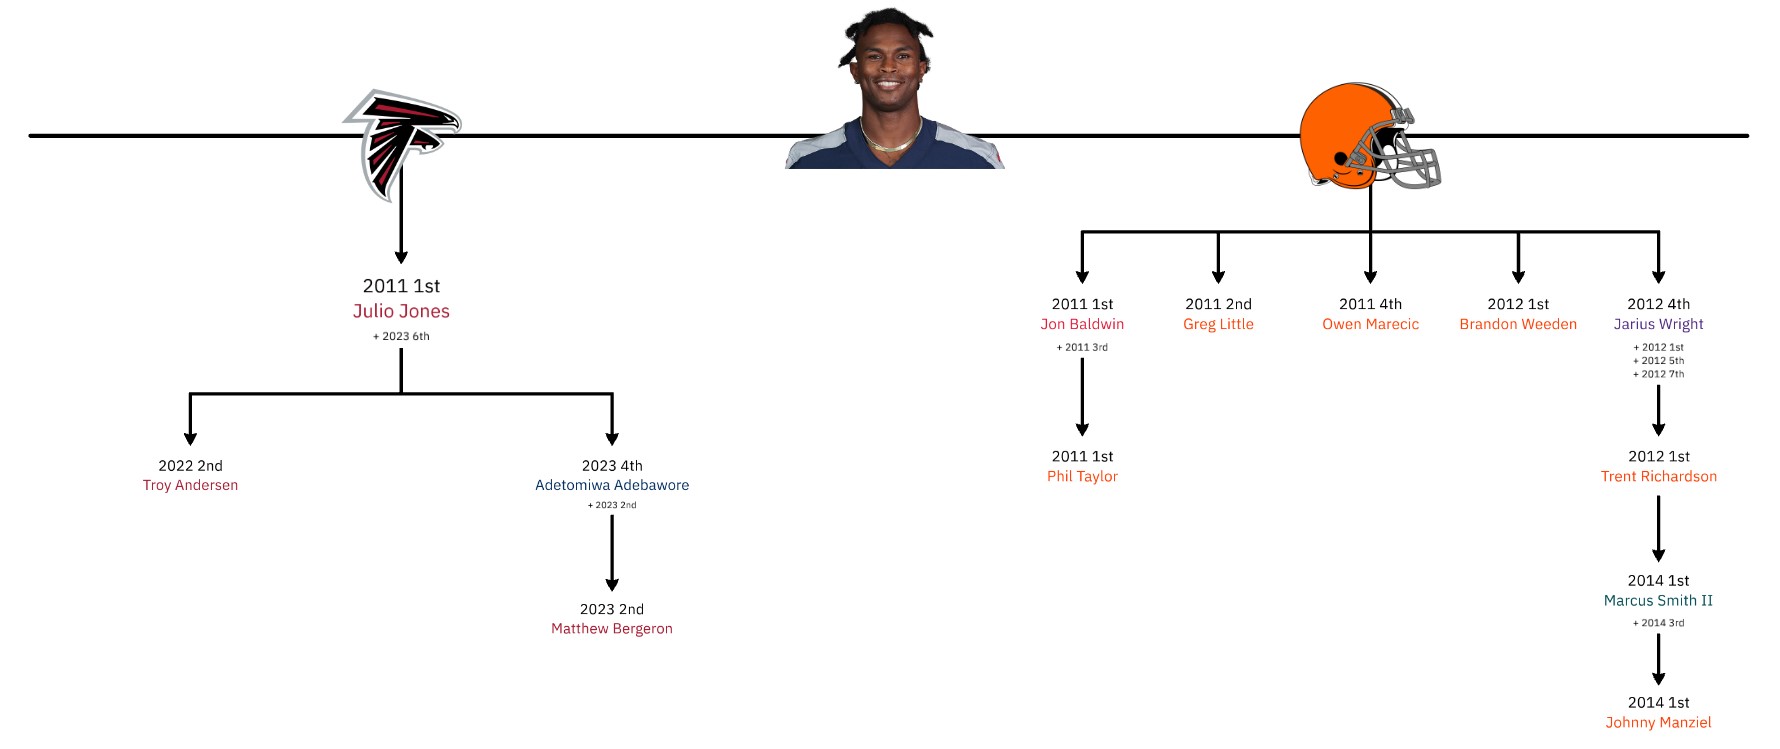 2011 1st
Julio Jones
+ 2023 6th
2022 2nd
Troy Andersen
2023 4th
Adetomiwa Adebawore
+ 2023 2nd
2023 2nd
Matthew Bergeron
2011 1st
Jon Baldwin
+ 2011 3rd
2011 1st
Phil Taylor
2011 2nd
Greg Little
2011 4th
Owen Marecic
2012 1st
Brandon Weeden
2012 4th
Jarius Wright
+ 2012 1st
+ 2012 5th
+ 2012 7th
2012 1st
Trent Richardson
2014 1st
Marcus Smith II
+ 2014 3rd
2014 1st
Johnny Manziel